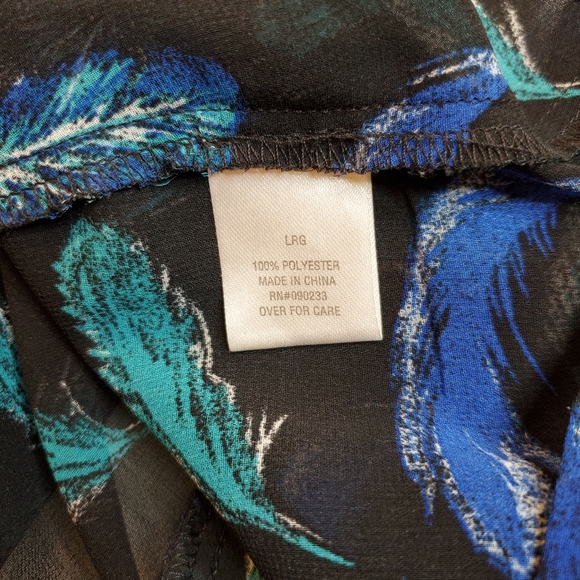 LRG
100% POLYESTER
MADE IN CHINA
RN#090233
OVER FOR CARE